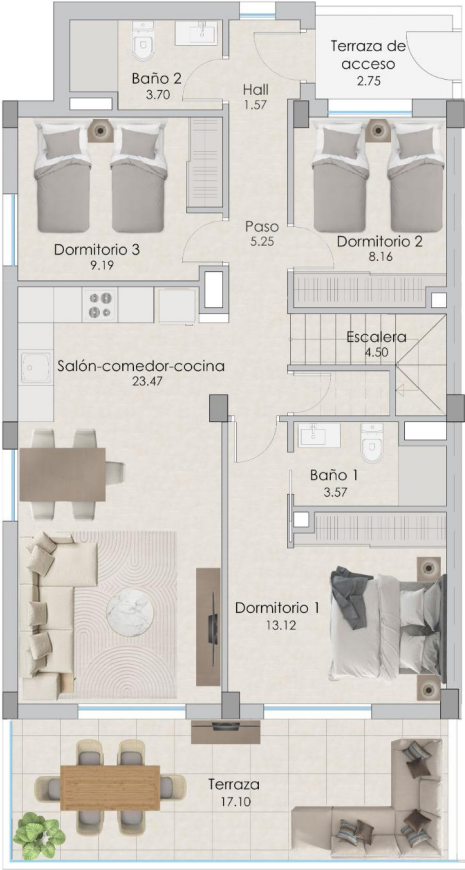 Terraza de
acceso
2.75
Baño 2
3.70
Hall
1.57
Paso
5.25
Dormitorio 3
9.19
Dormitorio 2
8.16
Escalera
4.50
Salón-comedor-cocina
23.47
Baño 1
3.57
Dormitorio 1
13.12
Terraza
17.10